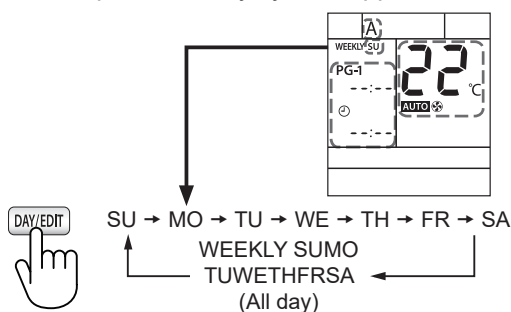 A
WEEKLY SU
PG-1
22 °C
--:--
AUTO
--:--
DAY/EDIT
SU → MO → TU → WE → TH → FR → SA
WEEKLY SUMO
TUWETHFRSA
(All day)